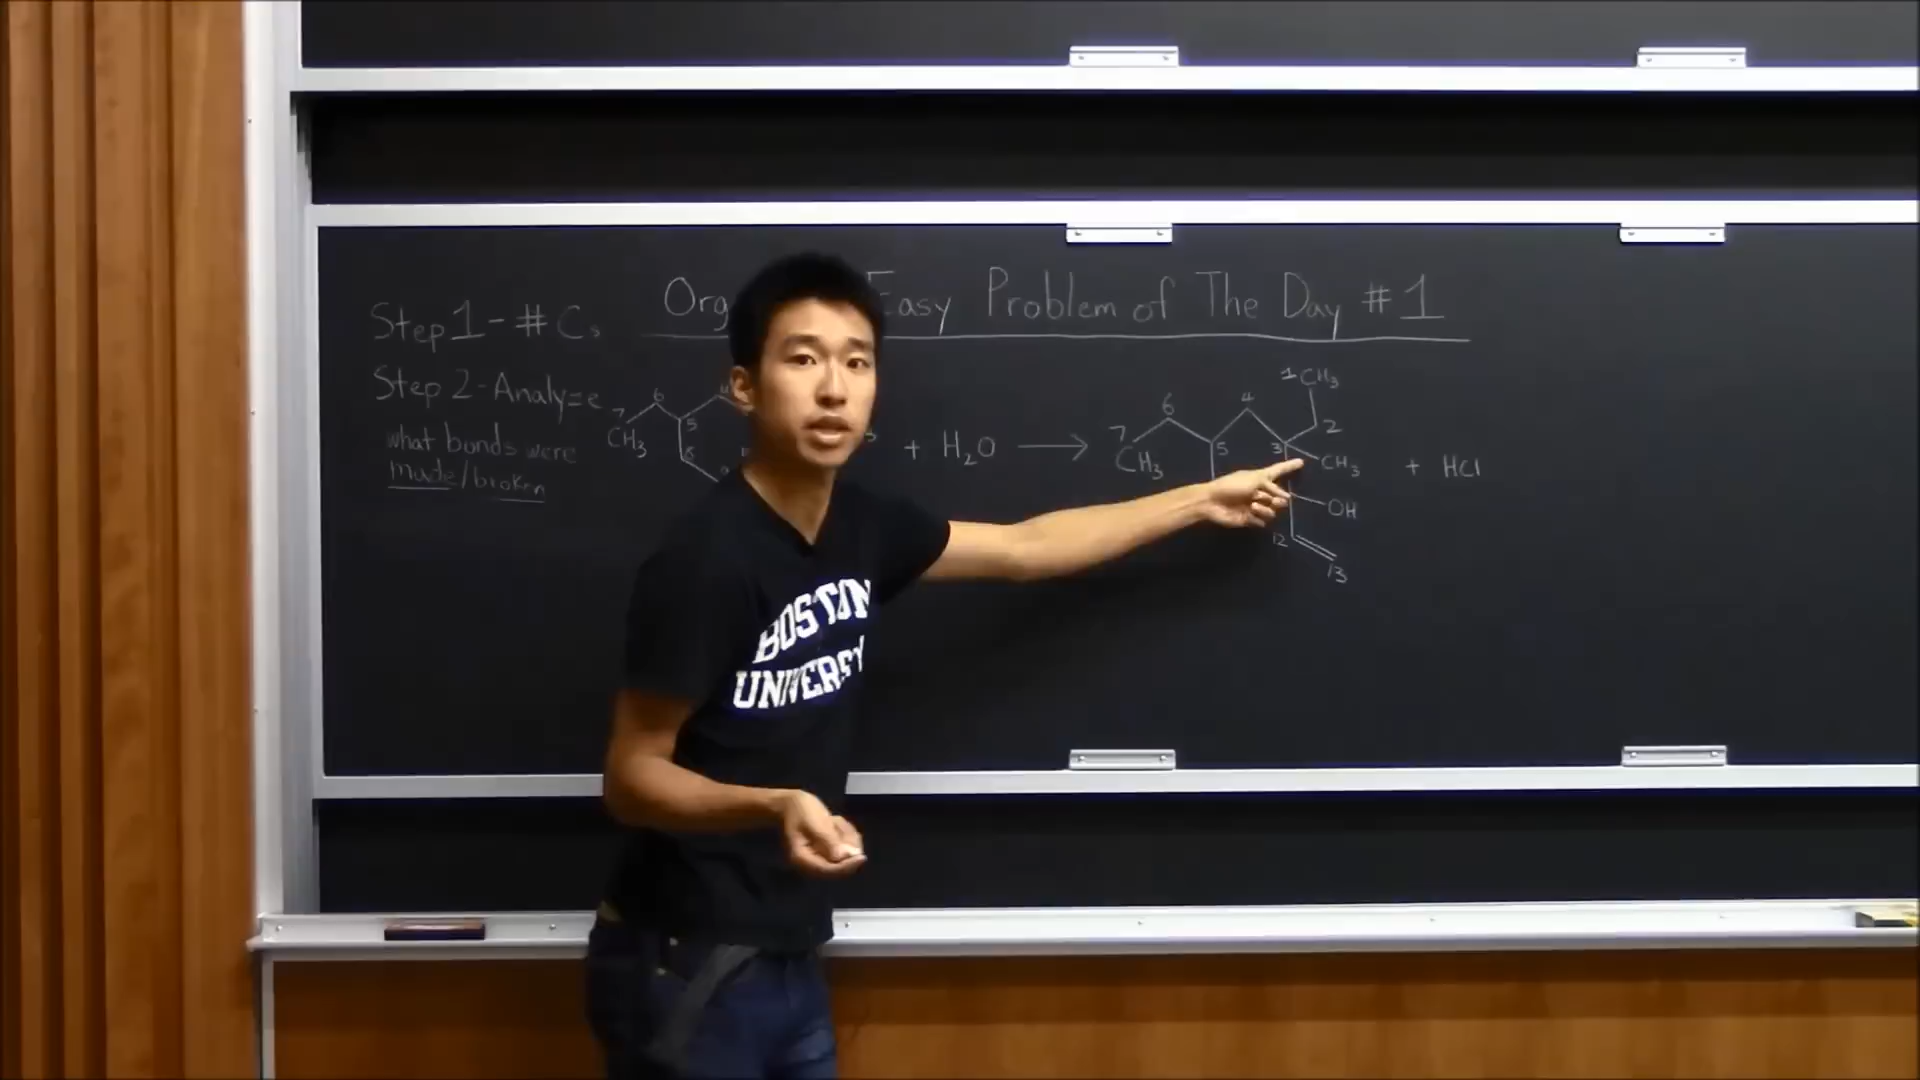 Org Easy Problem of The Day #1
Step 1 - # Cs
Step 2 - Analyze
what bonds were
made/broken
7 CH3 6 5 8
+ H2O →
7 CH3 6 5 4 3 2 1 CH3
CH3
OH
12
13
+ HCl
BOSTON
UNIVERSITY